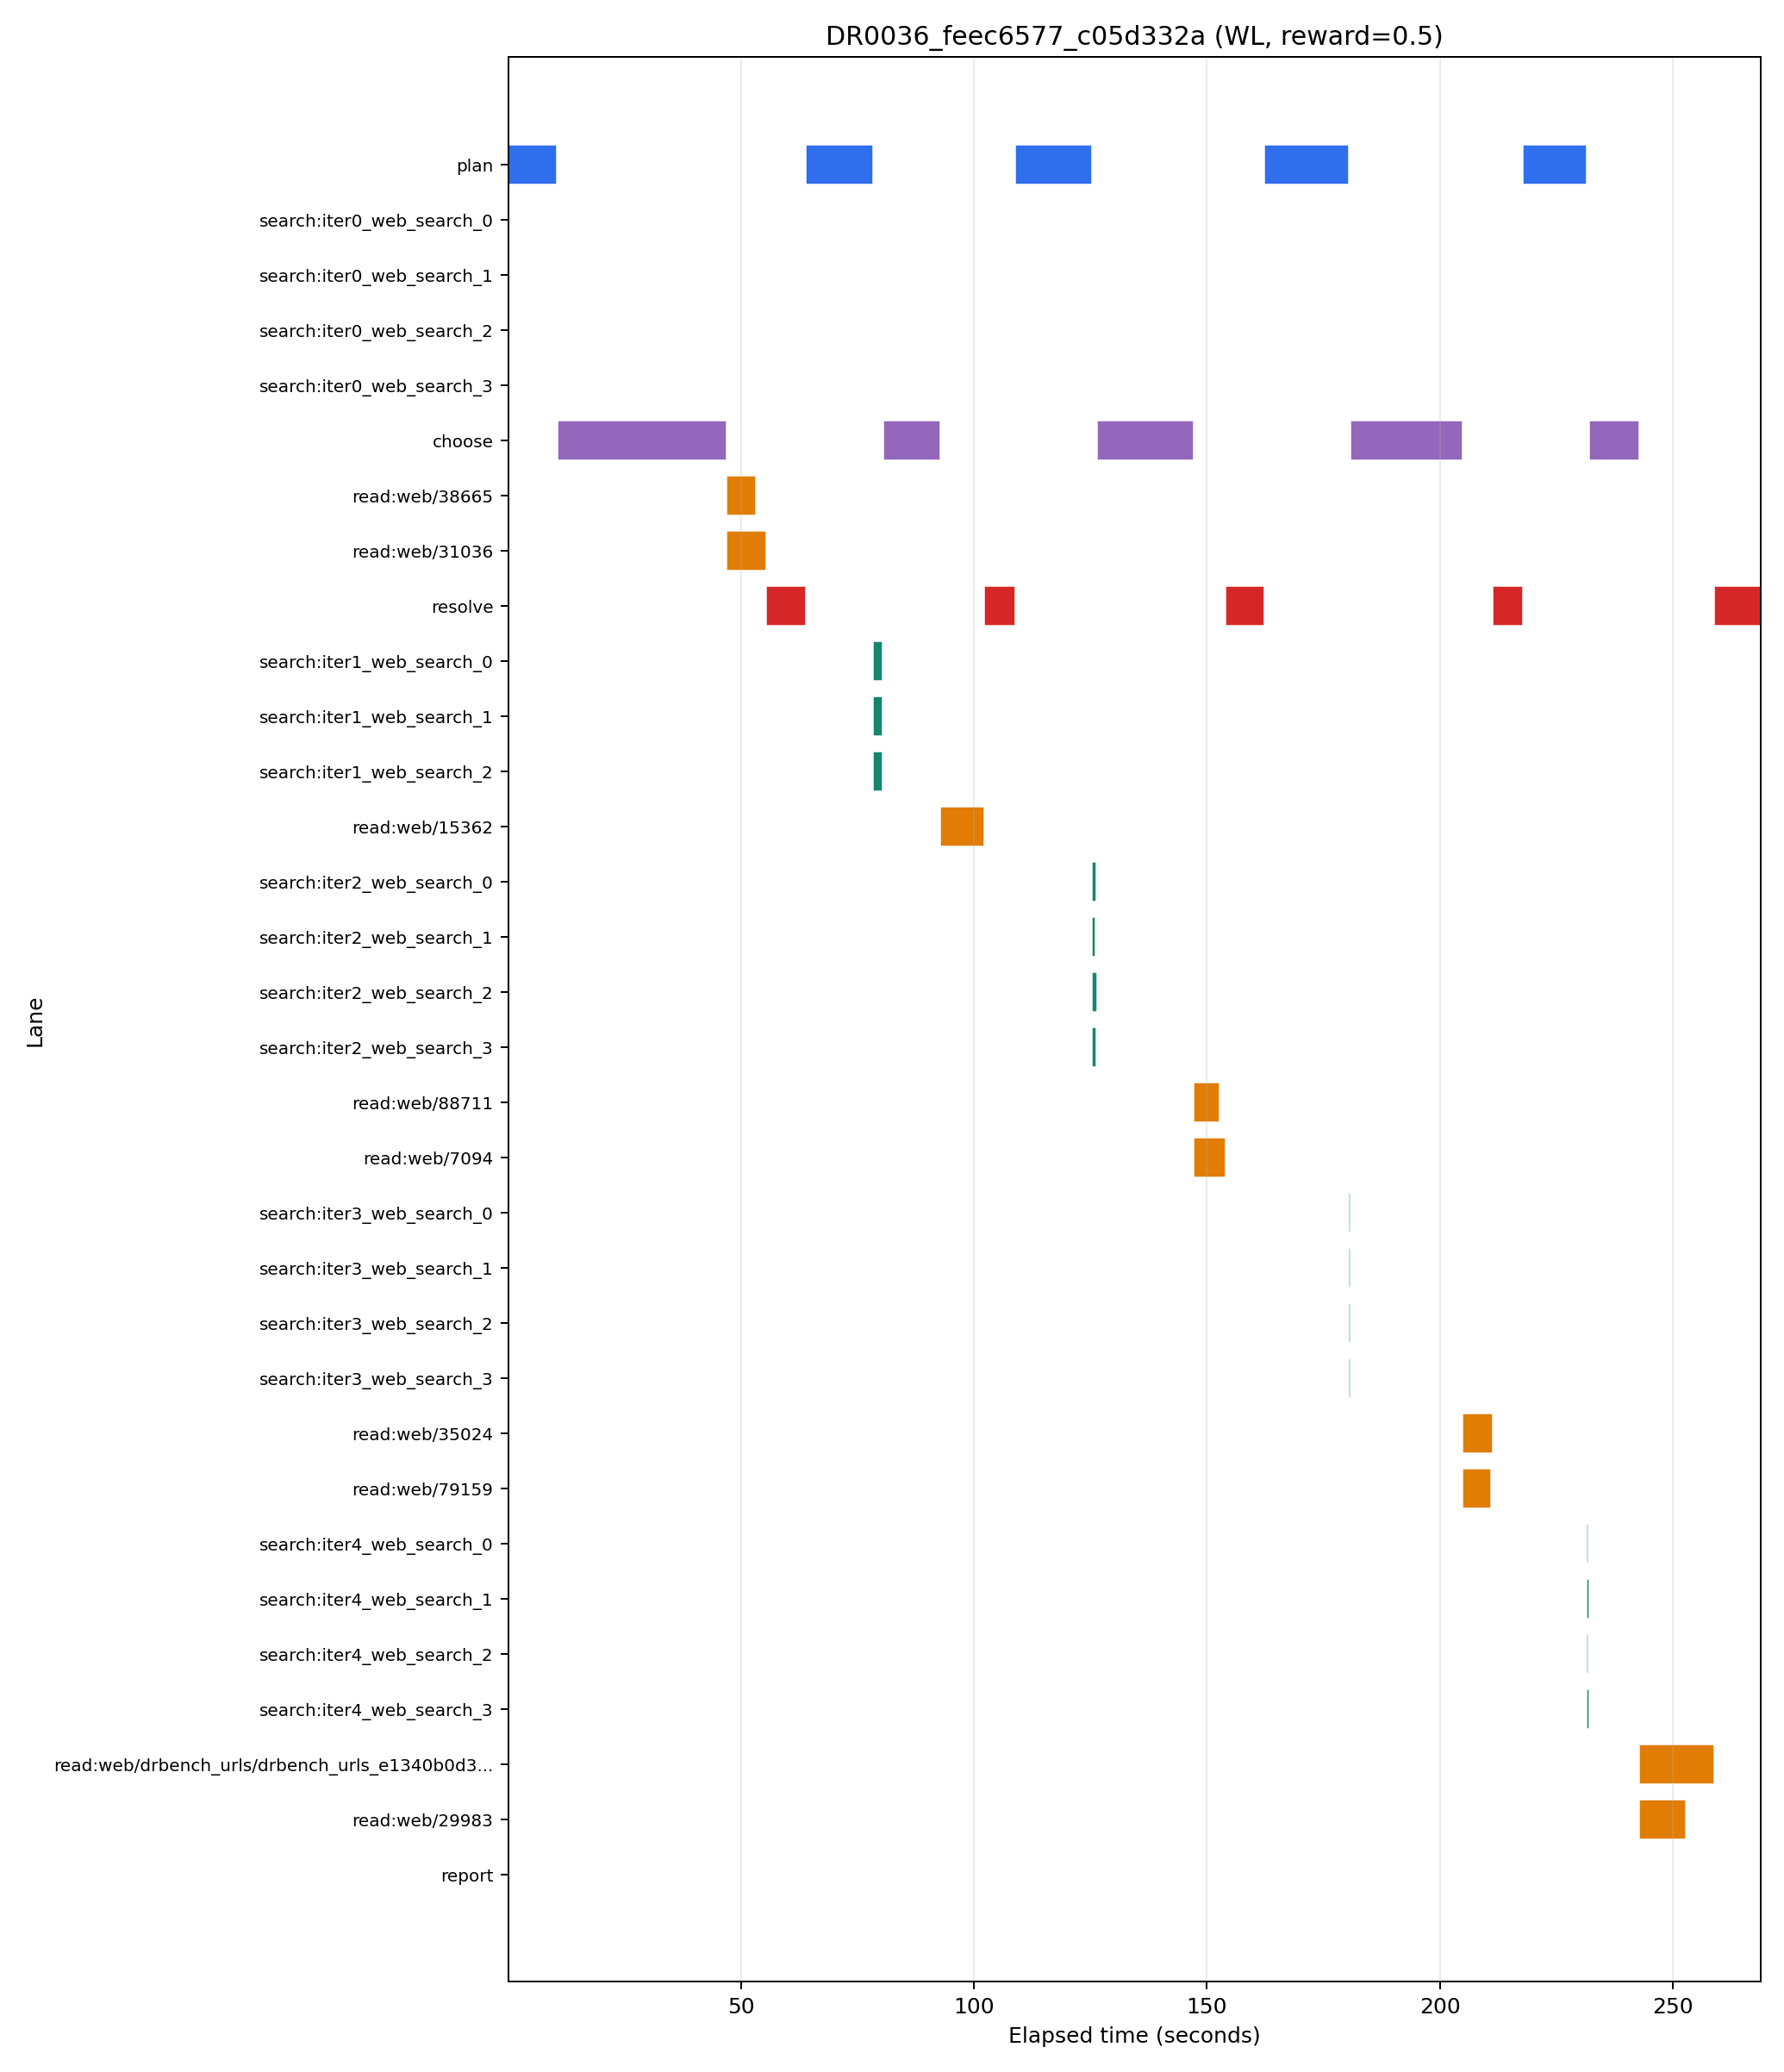 DR0036_feec6577_c05d332a (WL, reward=0.5)
Lane
plan
search:iter0_web_search_0
search:iter0_web_search_1
search:iter0_web_search_2
search:iter0_web_search_3
choose
read:web/38665
read:web/31036
resolve
search:iter1_web_search_0
search:iter1_web_search_1
search:iter1_web_search_2
read:web/15362
search:iter2_web_search_0
search:iter2_web_search_1
search:iter2_web_search_2
search:iter2_web_search_3
read:web/88711
read:web/7094
search:iter3_web_search_0
search:iter3_web_search_1
search:iter3_web_search_2
search:iter3_web_search_3
read:web/35024
read:web/79159
search:iter4_web_search_0
search:iter4_web_search_1
search:iter4_web_search_2
search:iter4_web_search_3
read:web/drbench_urls/drbench_urls_e1340b0d3...
read:web/29983
report
50 100 150 200 250
Elapsed time (seconds)